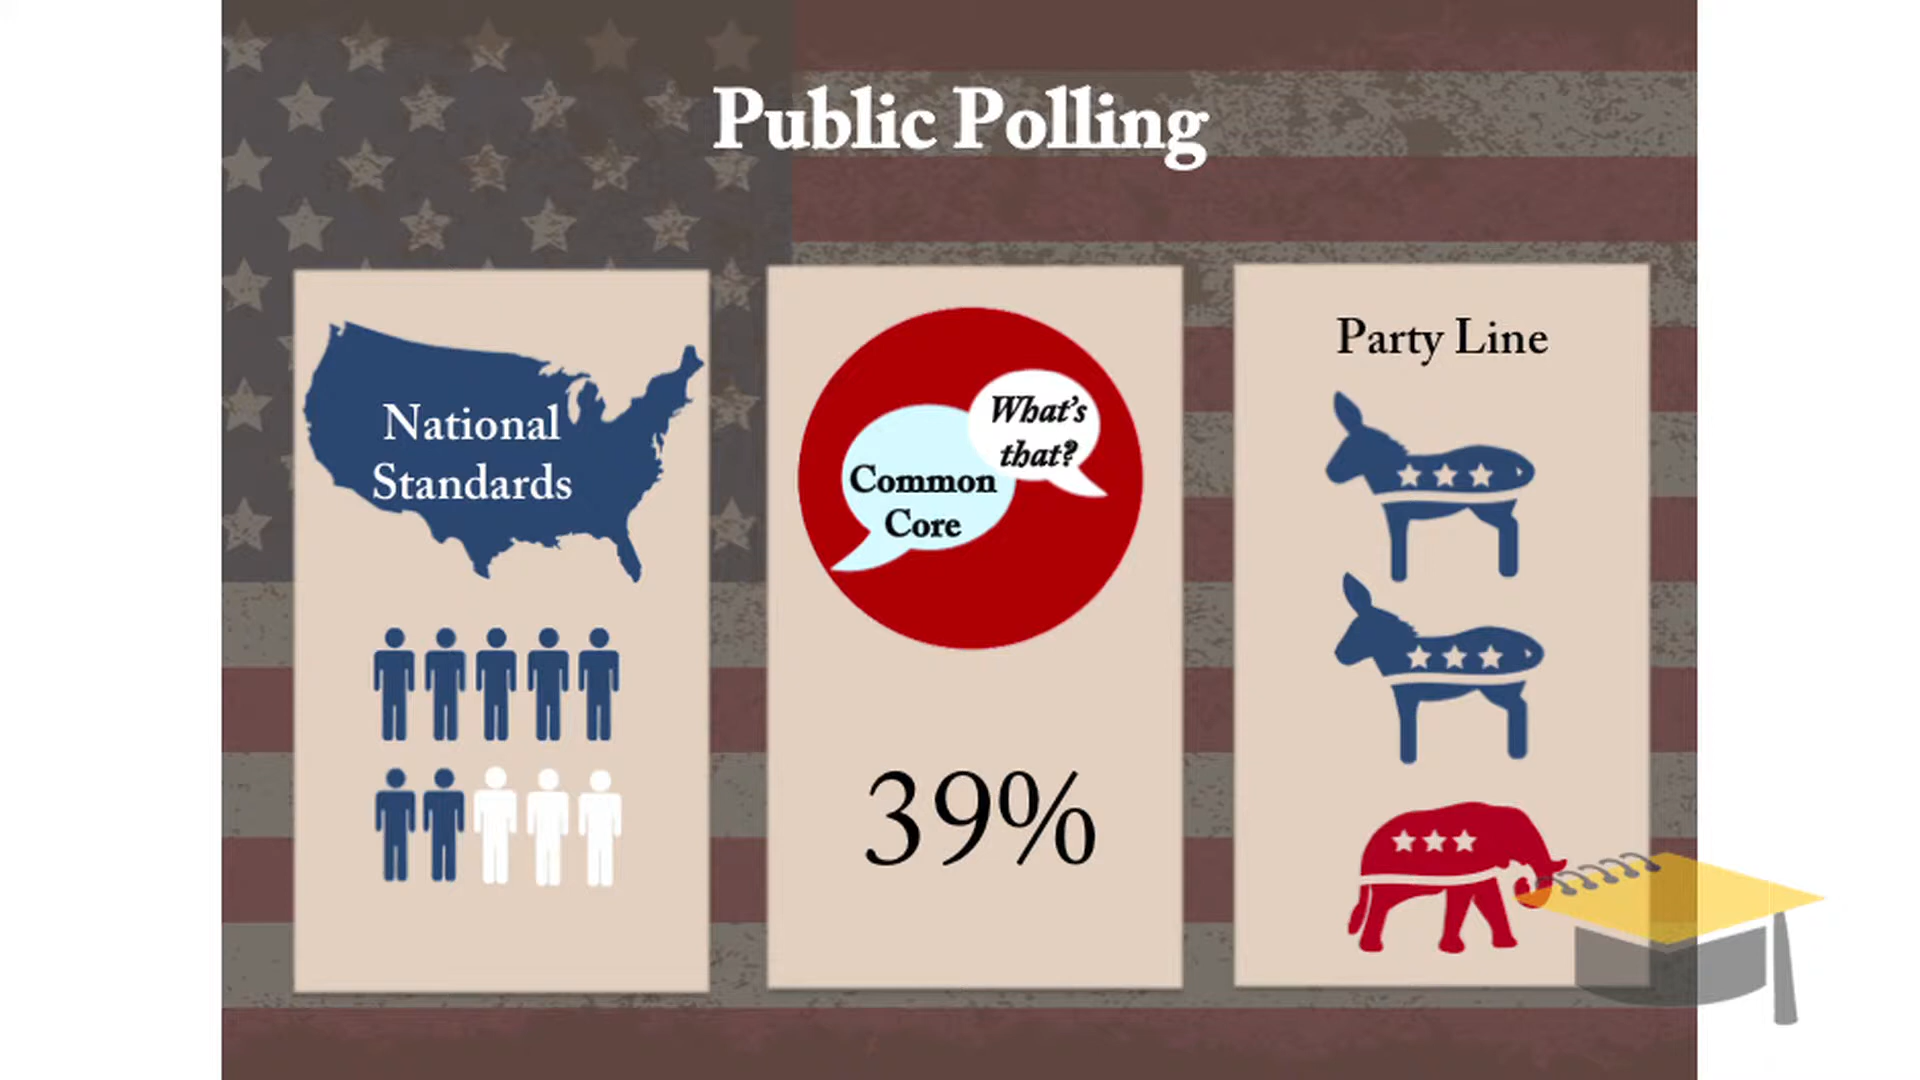 Public Polling
National
Standards
Common
Core
What's
that?
39%
Party Line